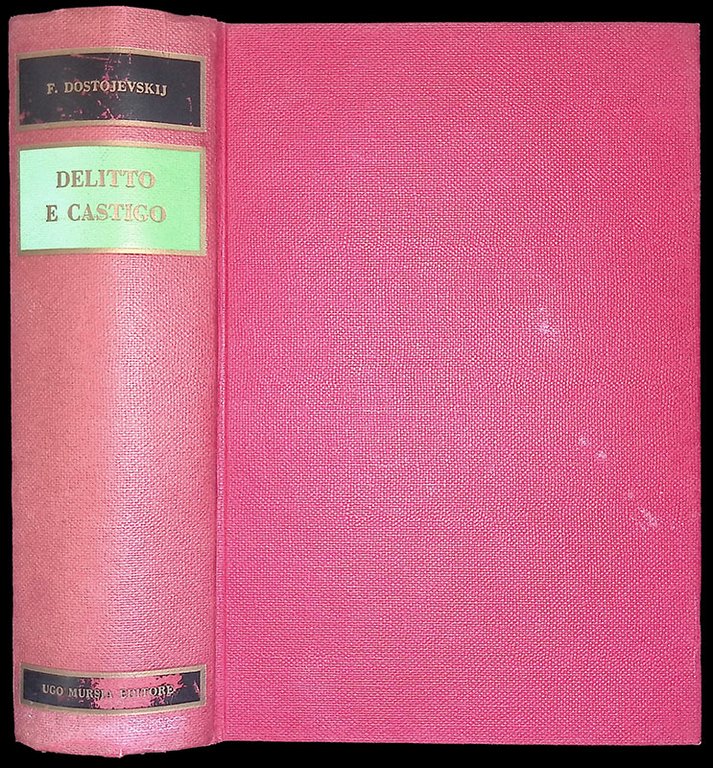 F. DOSTOJEVSKIJ
DELITTO
E CASTIGO
UGO MURSIA EDITORE